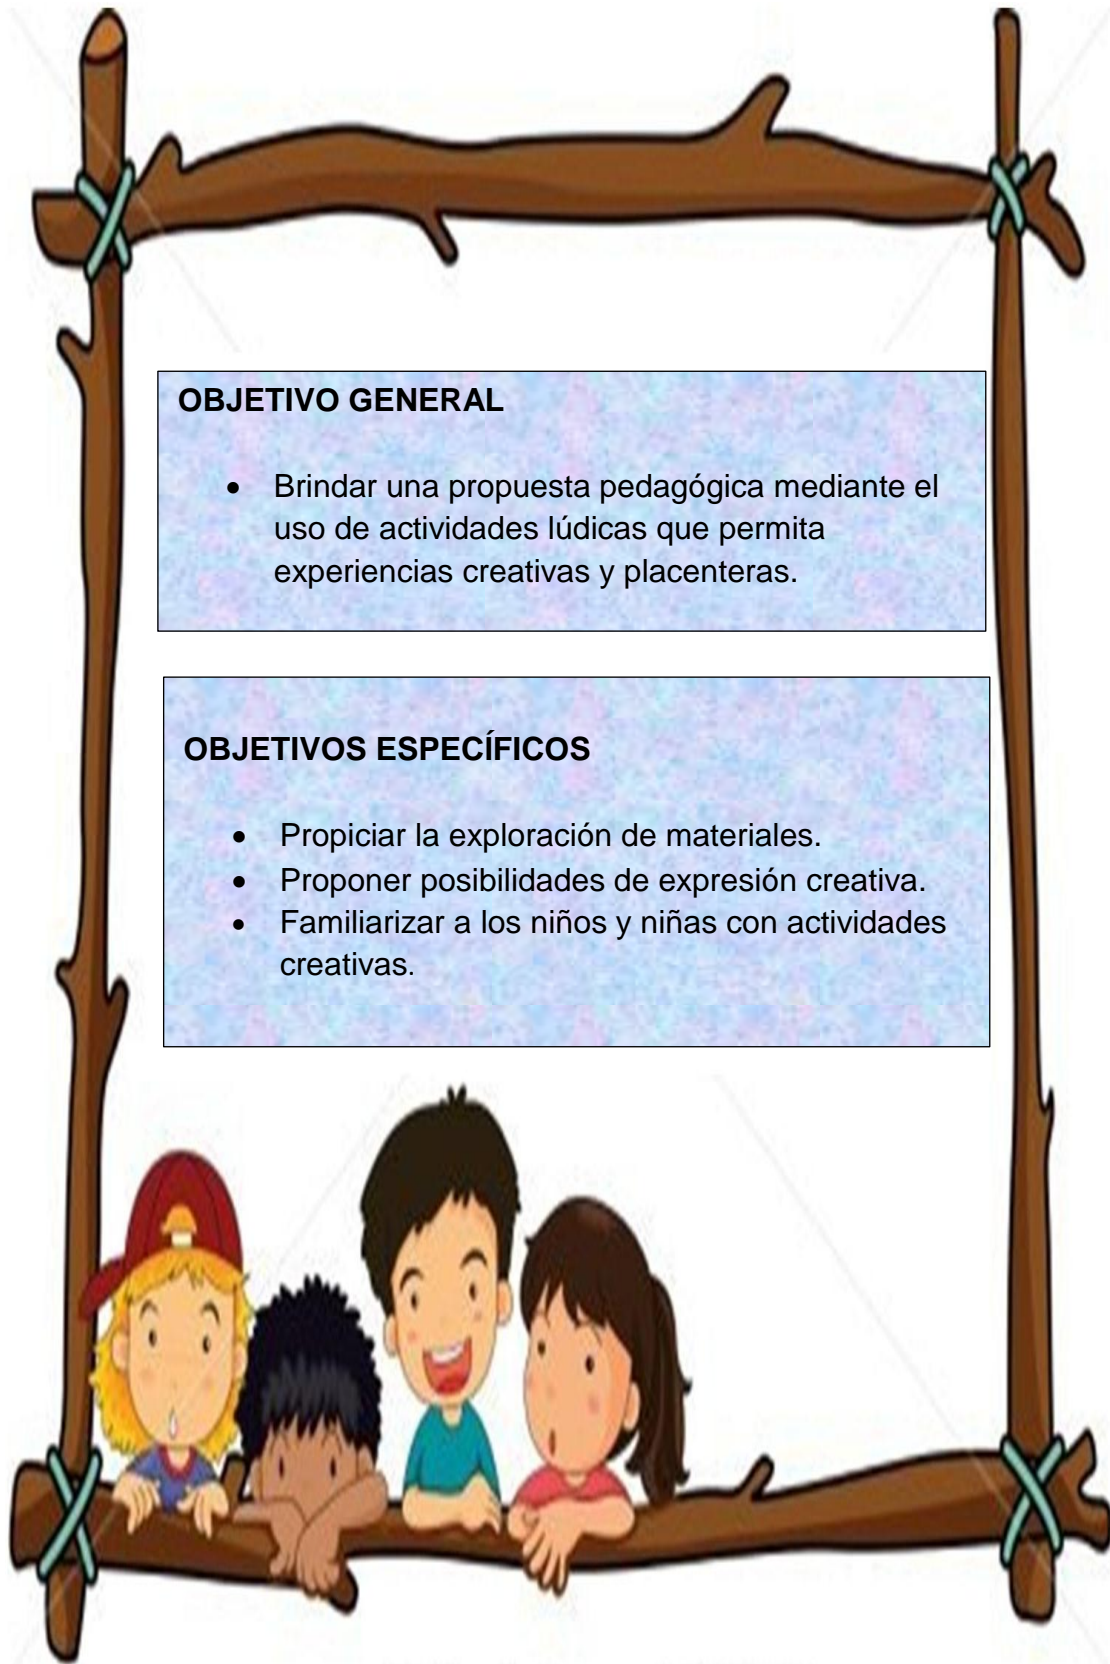 OBJETIVO GENERAL
• Brindar una propuesta pedagógica mediante el
uso de actividades lúdicas que permita
experiencias creativas y placenteras.
OBJETIVOS ESPECÍFICOS
• Propiciar la exploración de materiales.
• Proponer posibilidades de expresión creativa.
• Familiarizar a los niños y niñas con actividades
creativas.